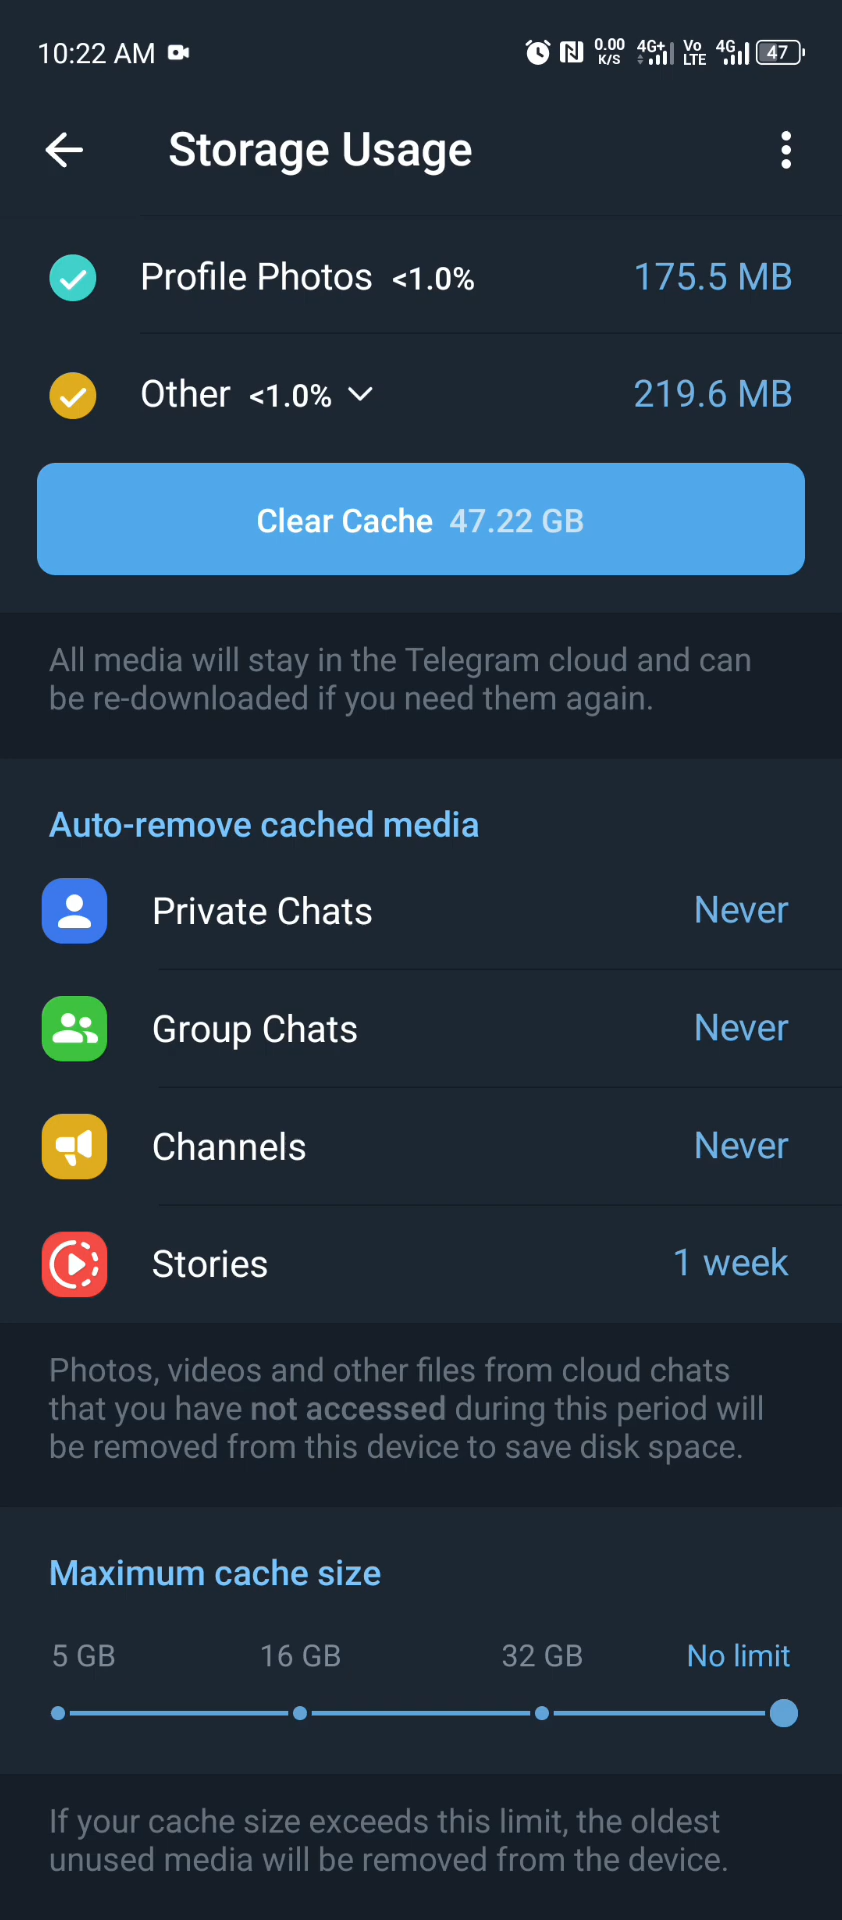 10:22 AM
0.00 K/S 4G+ Vo LTE 4G 47
Storage Usage
Profile Photos <1.0% 175.5 MB
Other <1.0% 219.6 MB
Clear Cache 47.22 GB
All media will stay in the Telegram cloud and can
be re-downloaded if you need them again.
Auto-remove cached media
Private Chats Never
Group Chats Never
Channels Never
Stories 1 week
Photos, videos and other files from cloud chats
that you have not accessed during this period will
be removed from this device to save disk space.
Maximum cache size
5 GB 16 GB 32 GB No limit
If your cache size exceeds this limit, the oldest
unused media will be removed from the device.